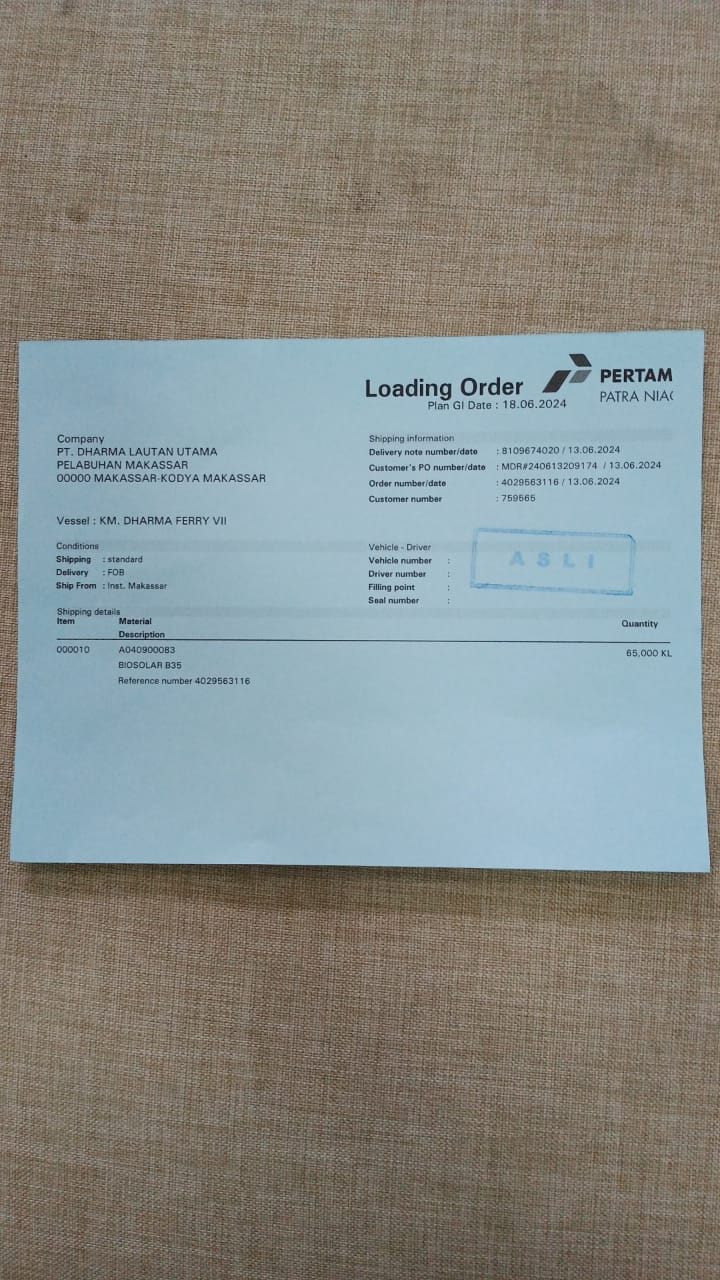 Loading Order
Plan GI Date : 18.06.2024
PERTAM
PATRA NIA
Company
PT. DHARMA LAUTAN UTAMA
PELABUHAN MAKASSAR
00000 MAKASSAR-KODYA MAKASSAR
Vessel : KM. DHARMA FERRY VII
Shipping information
Delivery note number/date : 8109674020 / 13.06.2024
Customer's PO number/date : MDR#240613209174 / 13.06.2024
Order number/date : 4029563116 / 13.06.2024
Customer number : 759565
Conditions
Shipping : standard
Delivery : FOB
Ship From : Inst. Makassar
Vehicle - Driver
Vehicle number :
Driver number :
Filling point :
Seal number :
ASLI
Shipping details
Item Material Quantity
Description
000010 A040900083 65,000 KL
BIOSOLAR B35
Reference number 4029563116